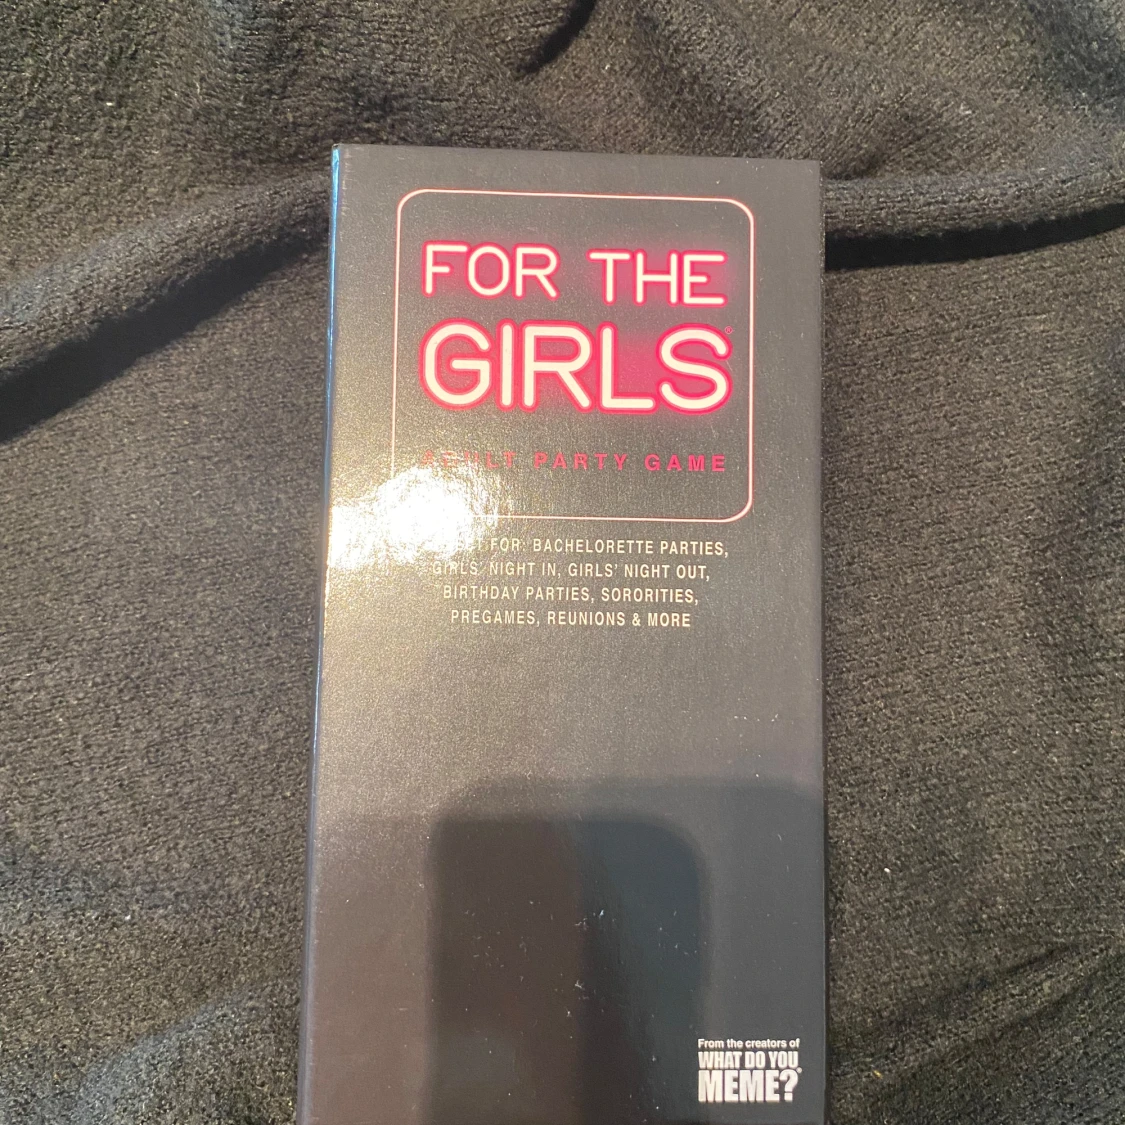 FOR THE
GIRLS®
ADULT PARTY GAME
FOR: BACHELORETTE PARTIES,
GIRLS' NIGHT IN, GIRLS' NIGHT OUT,
BIRTHDAY PARTIES, SORORITIES,
PREGAMES, REUNIONS & MORE
From the creators of
WHAT DO YOU
MEME?®